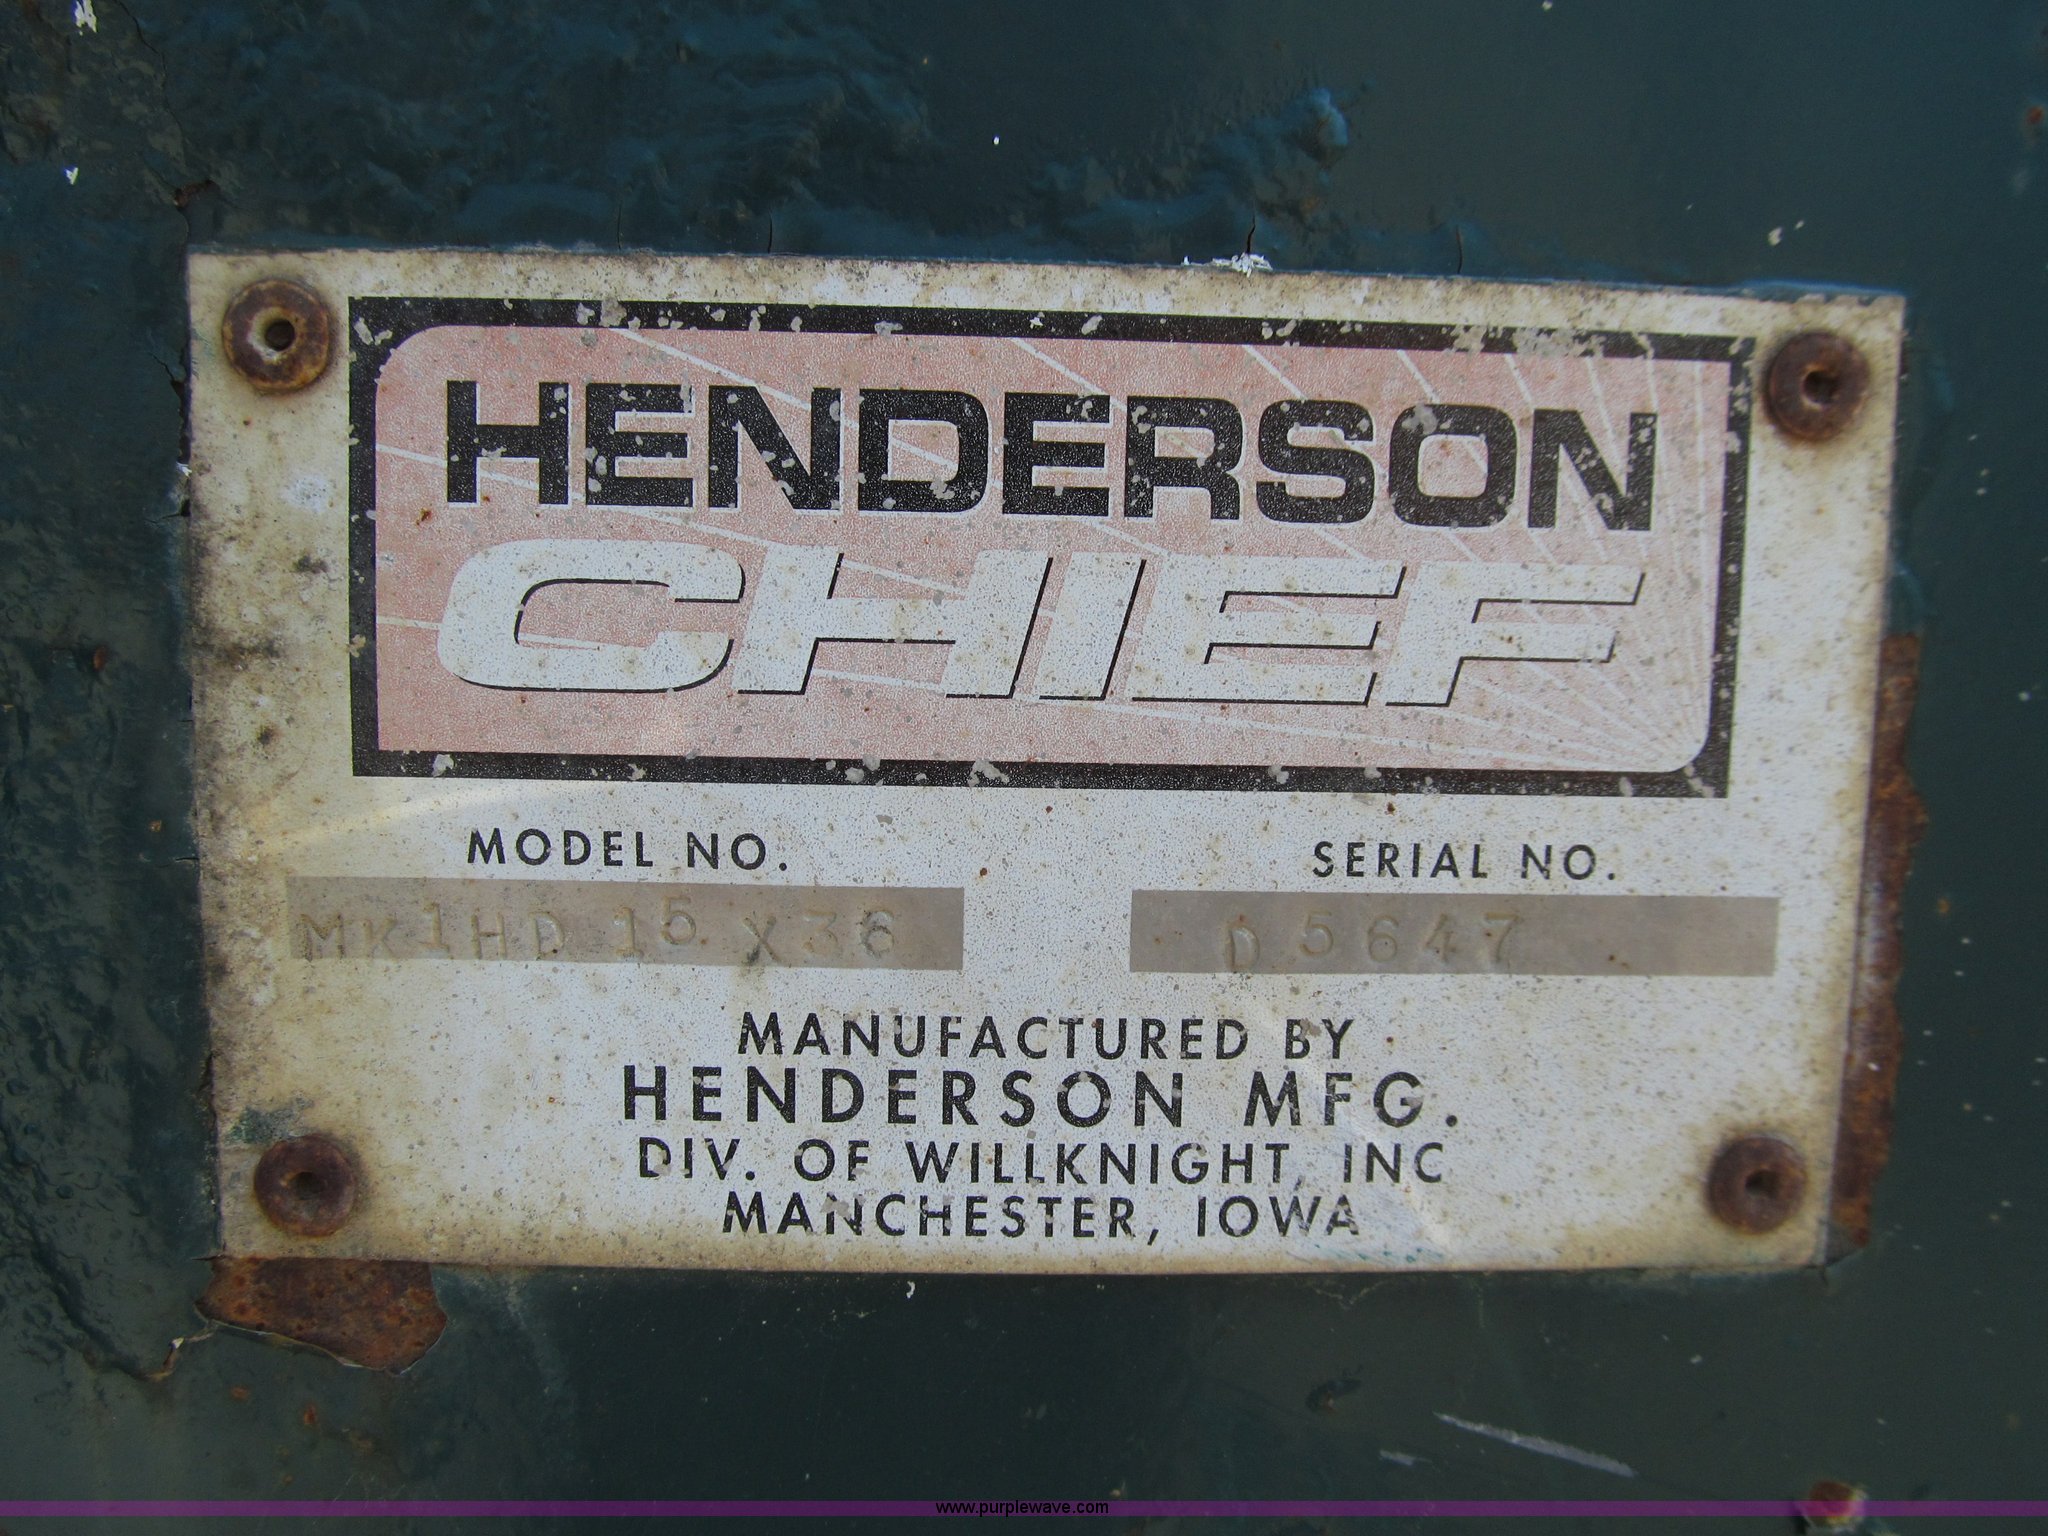 HENDERSON
CHIEF
MODEL NO. SERIAL NO.
MK1HD 15 X 36 D5647
MANUFACTURED BY
HENDERSON MFG.
DIV. OF WILLKNIGHT, INC
MANCHESTER, IOWA
www.purplewave.com